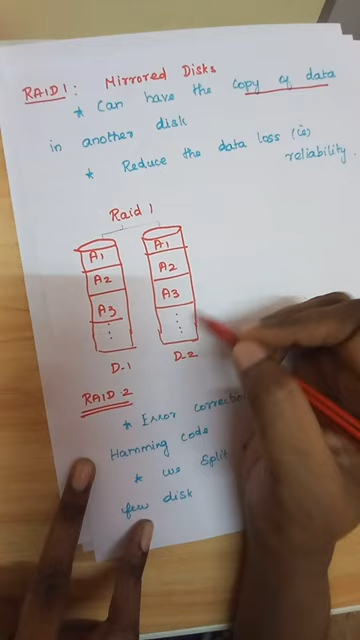 RAID 1 : Mirrored Disks
* Can have the copy of data
in another disk
* Reduce the data loss (ie)
reliability.
Raid 1
A1 A1
A2 A2
A3 A3
D-1 D-2
RAID 2
* Error correction
Hamming code
* we split
few disk